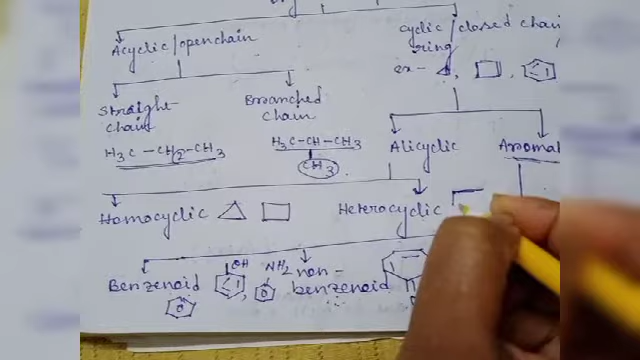 cyclic/closed chain
Acyclic/openchain
ring
ex-
Straight
chain
Branched
chain
H3C-CH2-CH3
H3C-CH-CH3
CH3
Alicyclic
Aromat
Homocyclic
Heterocyclic
Benzenoid
OH
NH2
non-
benzenoid